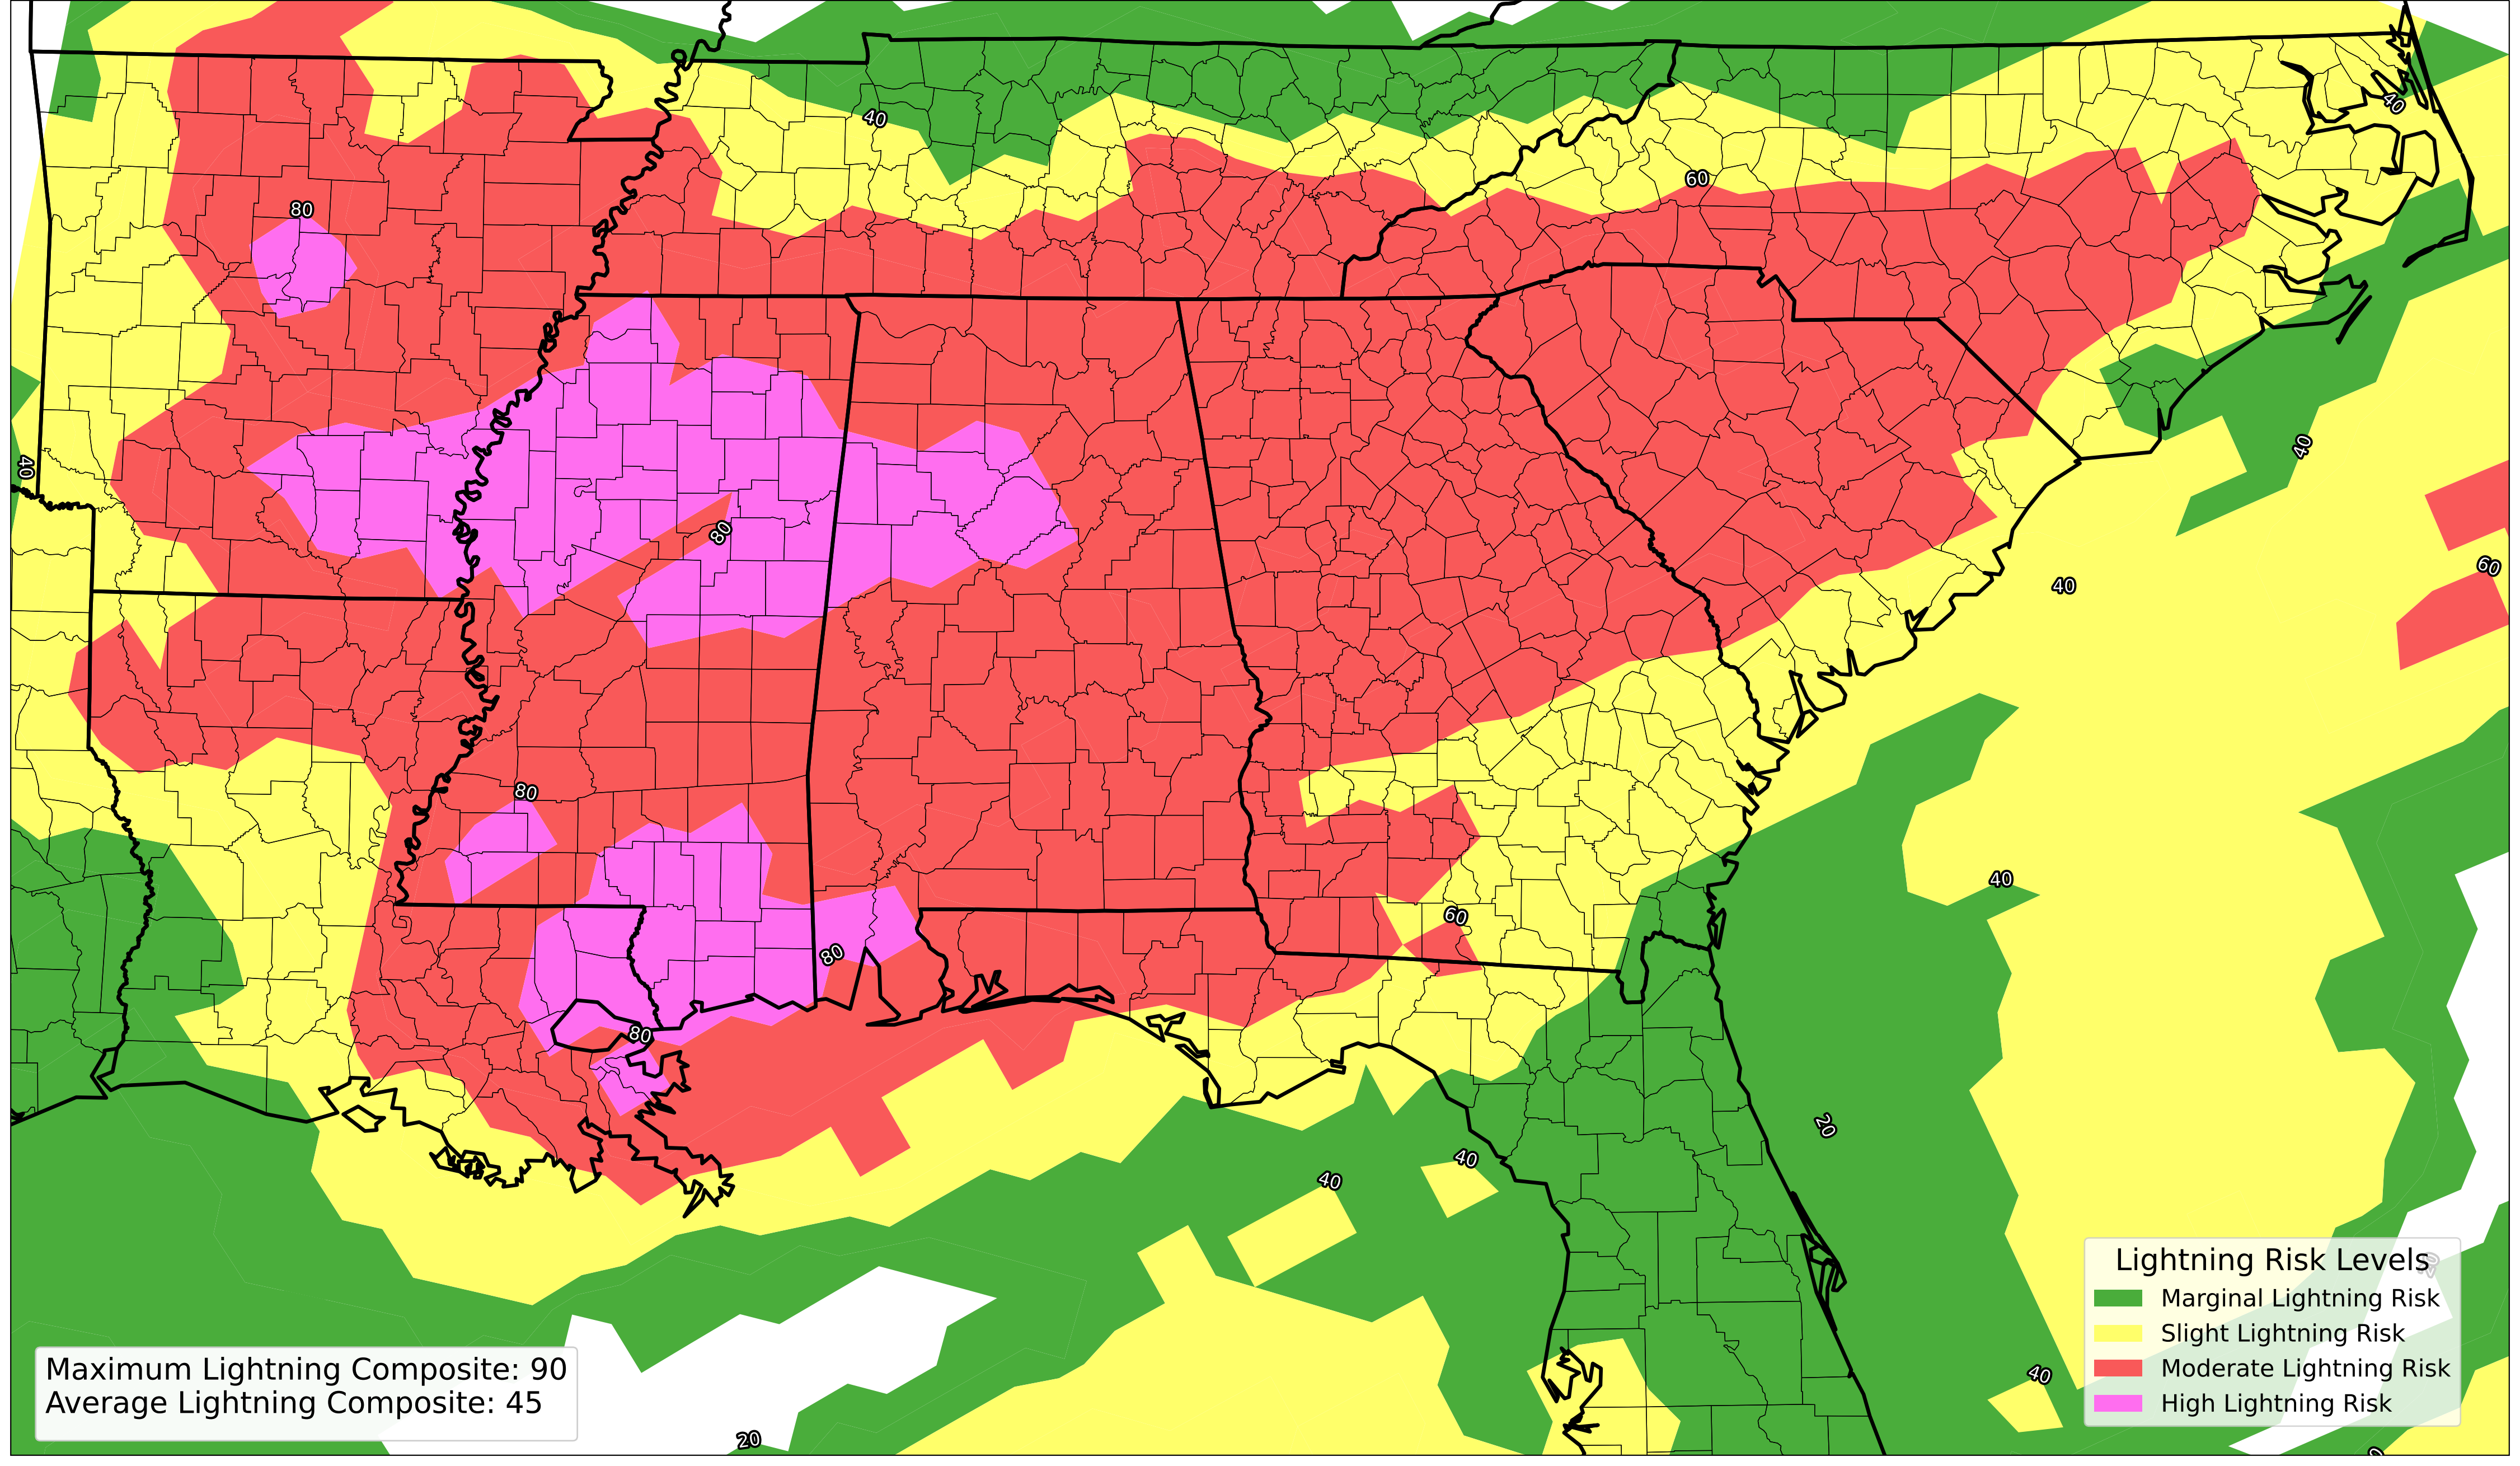 40
40
60
80
40
40
80
60
40
80
40
60
80
80
20
40
40
Lightning Risk Levels
Marginal Lightning Risk
Slight Lightning Risk
Moderate Lightning Risk
High Lightning Risk
Maximum Lightning Composite: 90
Average Lightning Composite: 45
40
20